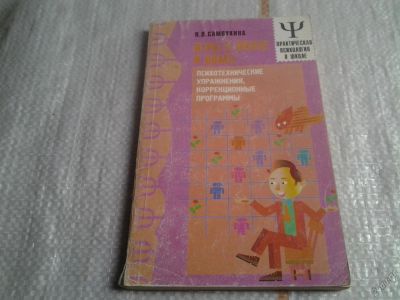 Н.В.САМОУКИНА
ПСИХОТЕХНИЧЕСКИЕ
УПРАЖНЕНИЯ,
КОРРЕКЦИОННЫЕ
ПРОГРАММЫ
Ψ
ПРАКТИЧЕСКАЯ
ПСИХОЛОГИЯ
В ШКОЛЕ